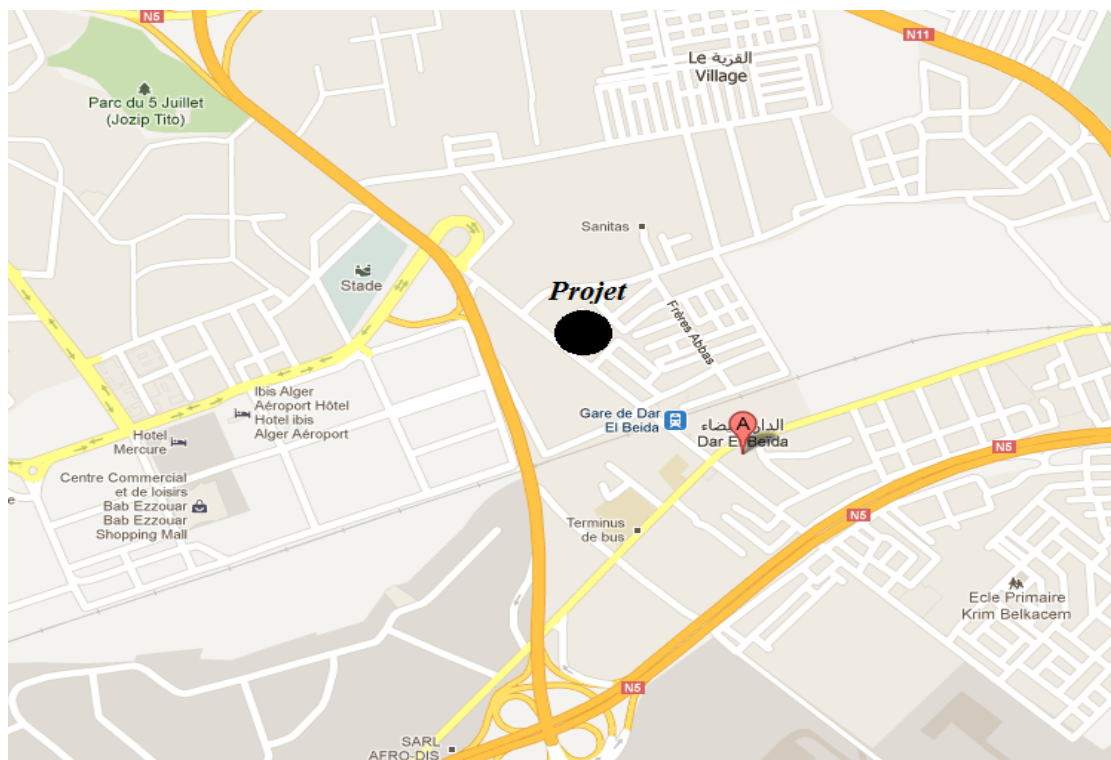 N5
N11
Le القرية
Village
Parc du 5 Juillet
(Jozip Tito)
Sanitas
Stade
Projet
Frères Abbas
Ibis Alger
Aéroport Hôtel
Hotel ibis
Alger Aéroport
Hotel
Mercure
Gare de Dar
El Beida
A
Dar El Beida
N5
Centre Commercial
et de loisirs
Bab Ezzouar
Bab Ezzouar
Shopping Mall
e
N5
Terminus
de bus
Ecle Primaire
Krim Belkacem
N5
SARL
AFRO-DIS